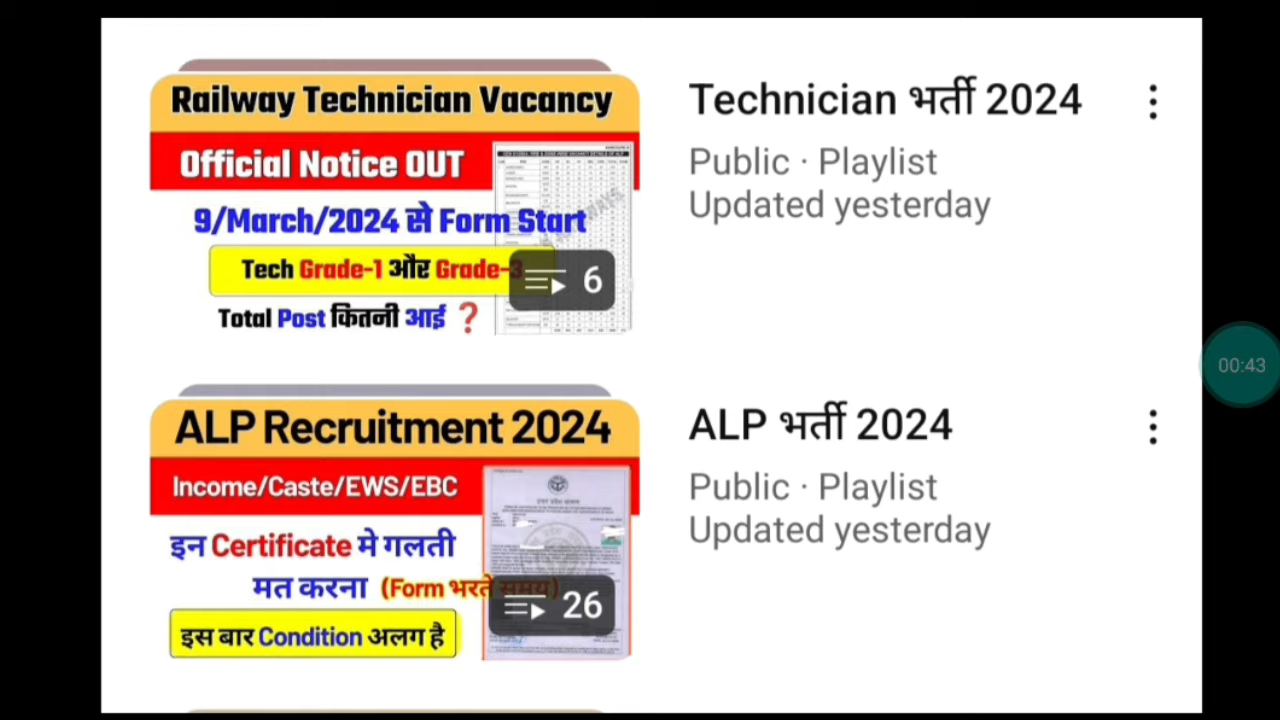 Railway Technician Vacancy
Official Notice OUT
9/March/2024 से Form Start
Tech Grade-1 और Grade-3
Total Post कितनी आई ❓
6
Technician भर्ती 2024
Public · Playlist
Updated yesterday
00:43
ALP Recruitment 2024
Income/Caste/EWS/EBC
इन Certificate मे गलती
मत करना (Form भरते समय)
इस बार Condition अलग है
26
ALP भर्ती 2024
Public · Playlist
Updated yesterday